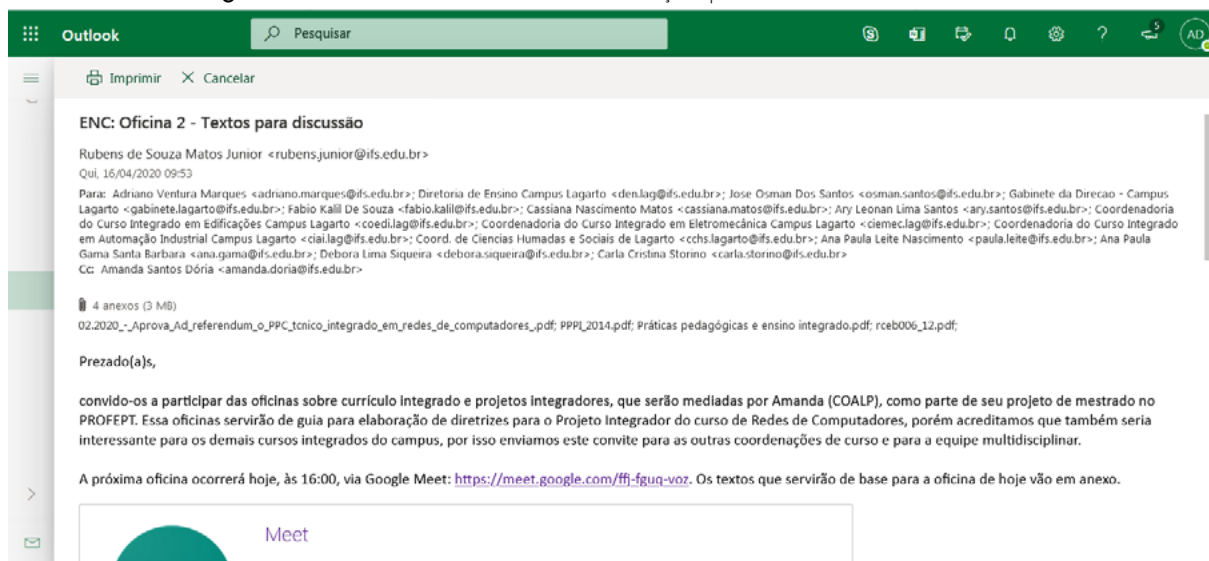 Outlook
Pesquisar
5
AD
Imprimir
Cancelar
ENC: Oficina 2 - Textos para discussão
Rubens de Souza Matos Junior <rubens.junior@ifs.edu.br>
Qui, 16/04/2020 09:53
Para: Adriano Ventura Marques <adriano.marques@ifs.edu.br>; Diretoria de Ensino Campus Lagarto <den.lag@ifs.edu.br>; Jose Osman Dos Santos <osman.santos@ifs.edu.br>; Gabinete da Direcao - Campus
Lagarto <gabinete.lagarto@ifs.edu.br>; Fabio Kalil De Souza <fabio.kalil@ifs.edu.br>; Cassiana Nascimento Matos <cassiana.matos@ifs.edu.br>; Ary Leonan Lima Santos <ary.santos@ifs.edu.br>; Coordenadoria
do Curso Integrado em Edificações Campus Lagarto <coedi.lag@ifs.edu.br>; Coordenadoria do Curso Integrado em Eletromecânica Campus Lagarto <ciemec.lag@ifs.edu.br>; Coordenadoria do Curso Integrado
em Automação Industrial Campus Lagarto <ciai.lag@ifs.edu.br>; Coord. de Ciencias Humadas e Sociais de Lagarto <cchs.lagarto@ifs.edu.br>; Ana Paula Leite Nascimento <paula.leite@ifs.edu.br>; Ana Paula
Gama Santa Barbara <ana.gama@ifs.edu.br>; Debora Lima Siqueira <debora.siqueira@ifs.edu.br>; Carla Cristina Storino <carla.storino@ifs.edu.br>
Cc: Amanda Santos Dória <amanda.doria@ifs.edu.br>
4 anexos (3 MB)
02.2020_-_Aprova_Ad_referendum_o_PPC_tcnico_integrado_em_redes_de_computadores_.pdf; PPPI_2014.pdf; Práticas pedagógicas e ensino integrado.pdf; rceb006_12.pdf;
Prezado(a)s,
convido-os a participar das oficinas sobre currículo integrado e projetos integradores, que serão mediadas por Amanda (COALP), como parte de seu projeto de mestrado no
PROFEPT. Essa oficinas servirão de guia para elaboração de diretrizes para o Projeto Integrador do curso de Redes de Computadores, porém acreditamos que também seria
interessante para os demais cursos integrados do campus, por isso enviamos este convite para as outras coordenações de curso e para a equipe multidisciplinar.
A próxima oficina ocorrerá hoje, às 16:00, via Google Meet: https://meet.google.com/ffj-fguq-voz. Os textos que servirão de base para a oficina de hoje vão em anexo.
Meet